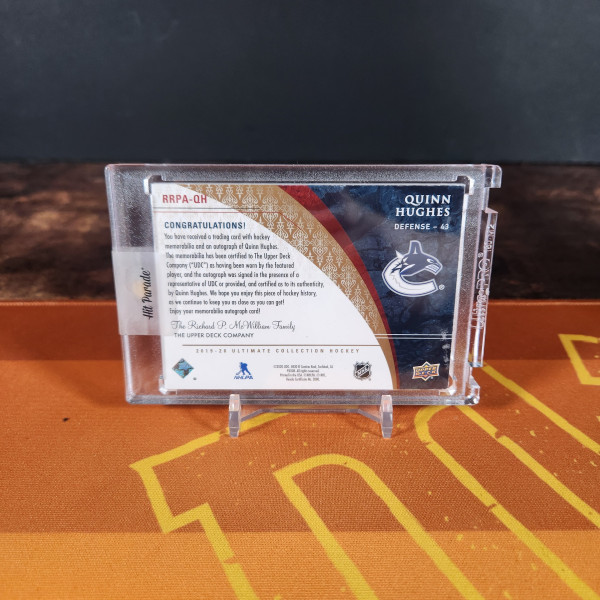 RRPA-QH
QUINN
HUGHES
DEFENSE - 43
CONGRATULATIONS!
You have received a trading card with hockey
memorabilia and an autograph of Quinn Hughes.
The memorabilia has been certified to The Upper Deck
Company ("UDC") as having been worn by the featured
player, and the autograph was signed in the presence of a
representative of UDC or provided, and certified as to its authenticity,
by Quinn Hughes. We hope you enjoy this piece of hockey history,
as we continue to keep you as close as you can get!
Enjoy your memorabilia autograph card!
The Richard P. McWilliam Family
THE UPPER DECK COMPANY
2019-20 ULTIMATE COLLECTION HOCKEY
Hit Parade
NHLPA
NHL
UPPER DECK